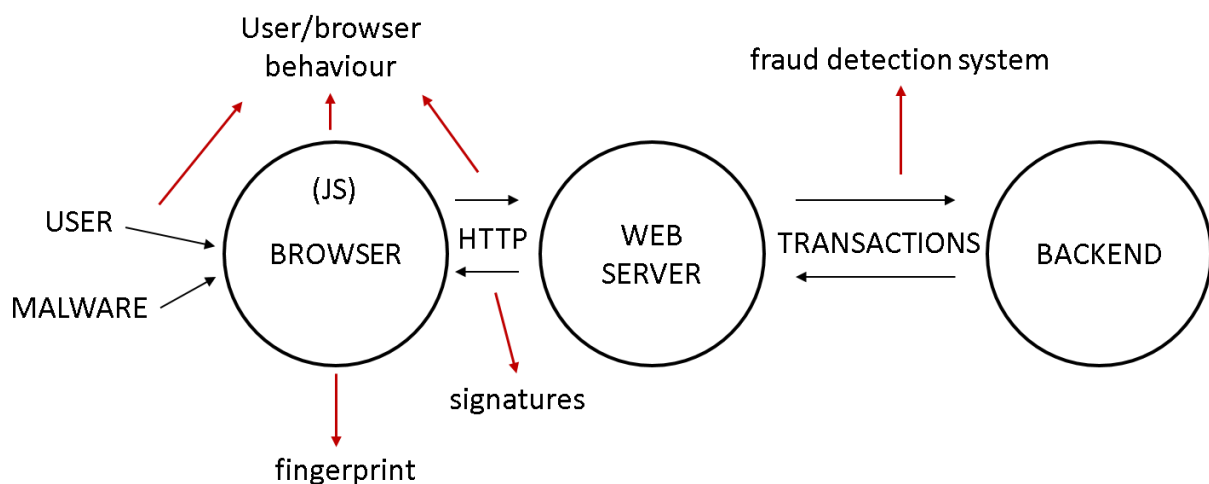 User/browser
behaviour
fraud detection system
(JS)
USER
BROWSER
MALWARE
HTTP
WEB
SERVER
TRANSACTIONS
BACKEND
signatures
fingerprint